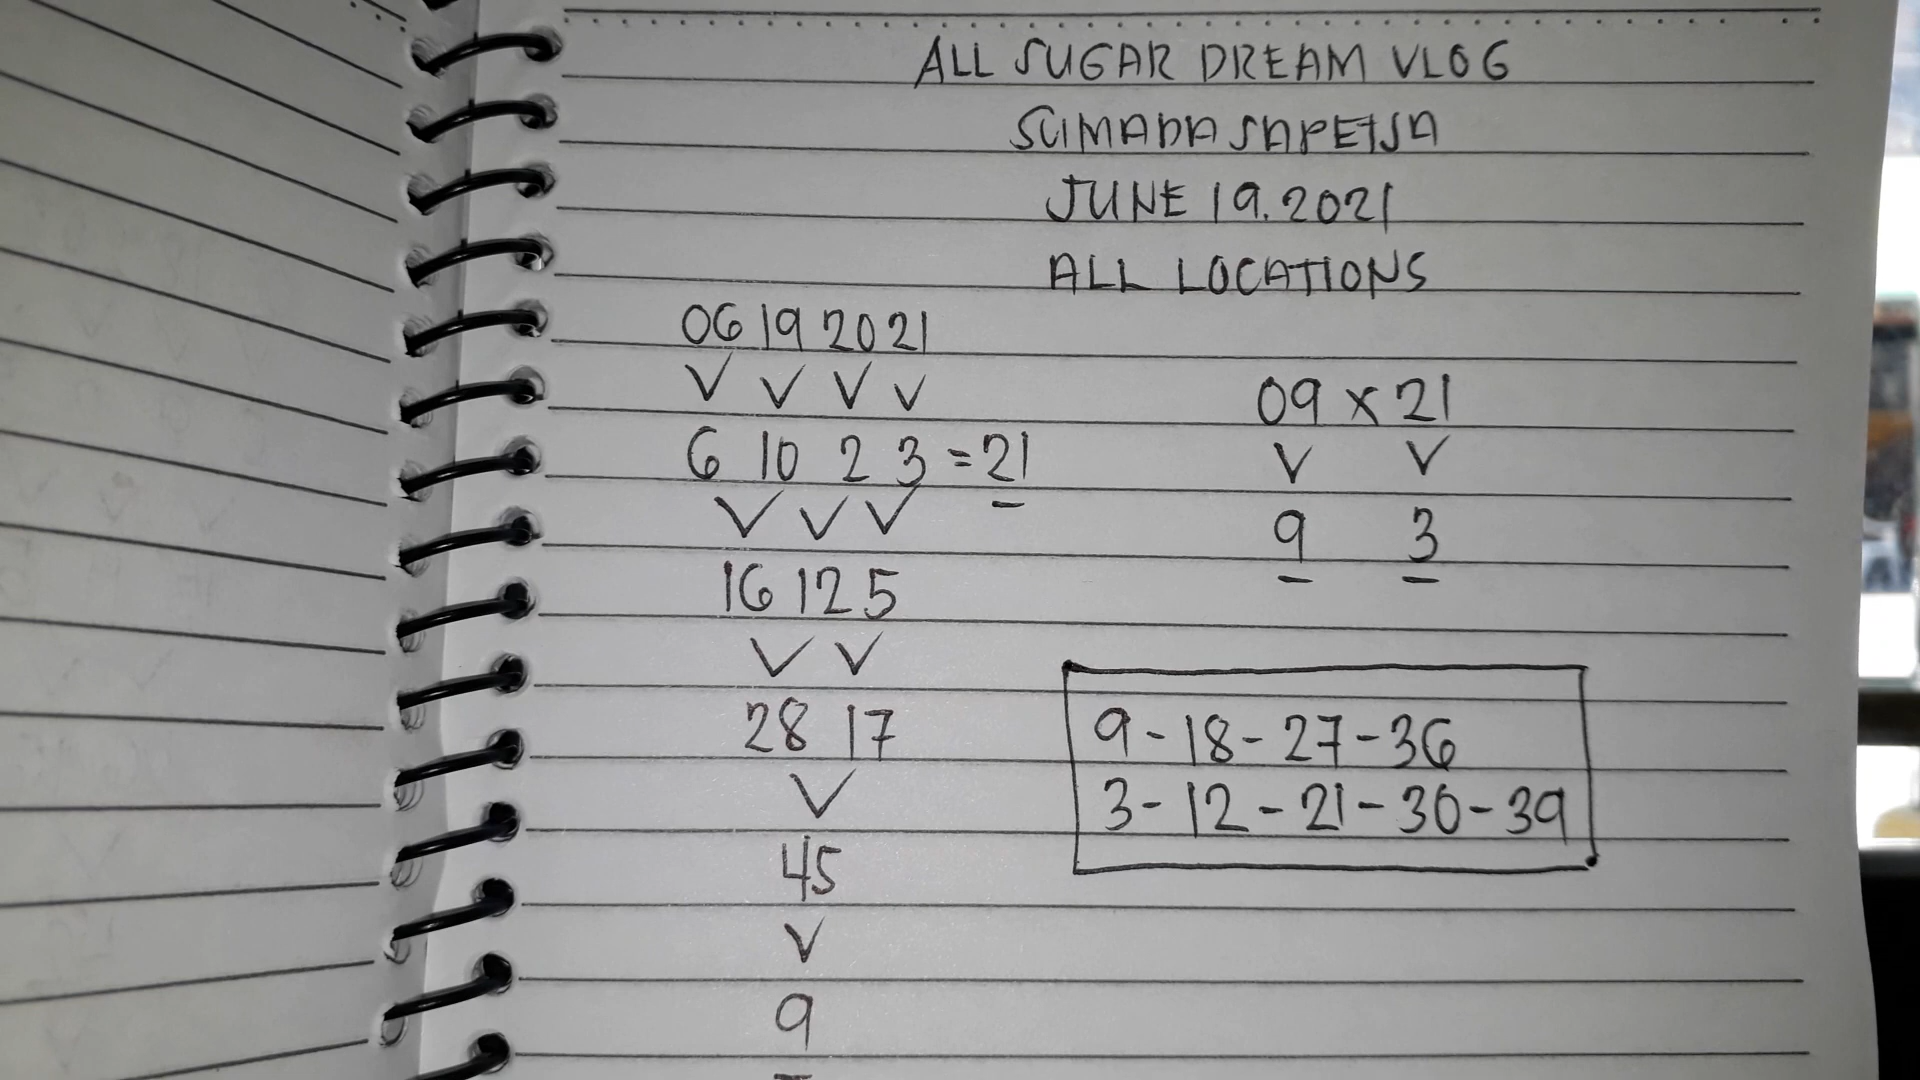 ALL SUGAR DREAM VLOG
SUMADA SAPETSA
JUNE 19.2021
ALL LOCATIONS
06 19 20 21
V V V V
6 10 2 3 = 21
V V V
16 12 5
V V
28 17
V
45
V
9
09 x 21
V V
9 3
9-18-27-36
3-12-21-30-39